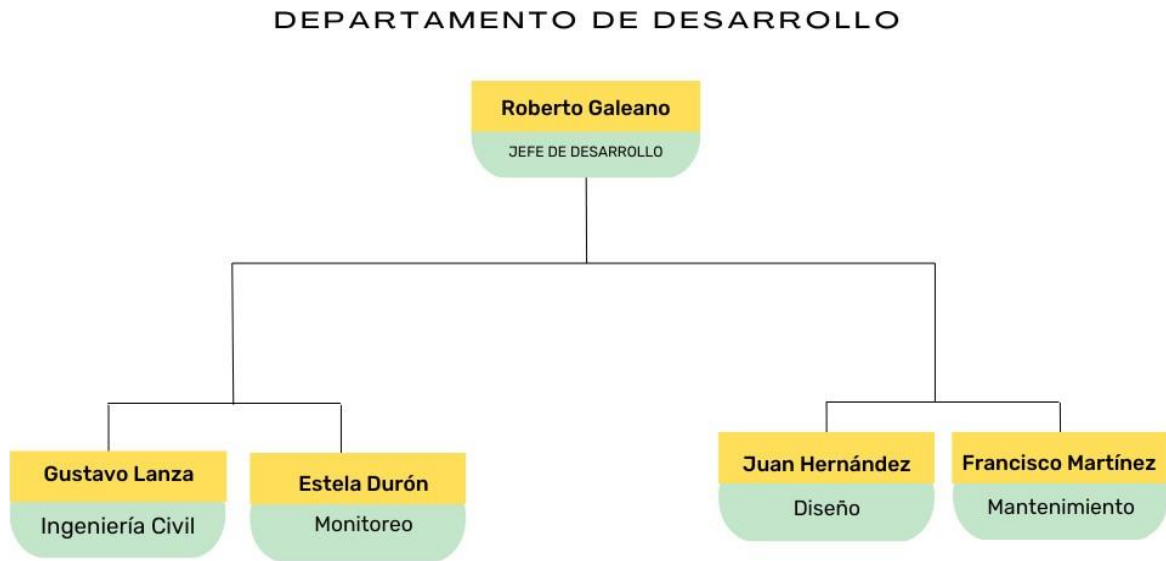 DEPARTAMENTO DE DESARROLLO
Roberto Galeano
JEFE DE DESARROLLO
Gustavo Lanza
Ingeniería Civil
Estela Durón
Monitoreo
Juan Hernández
Diseño
Francisco Martínez
Mantenimiento